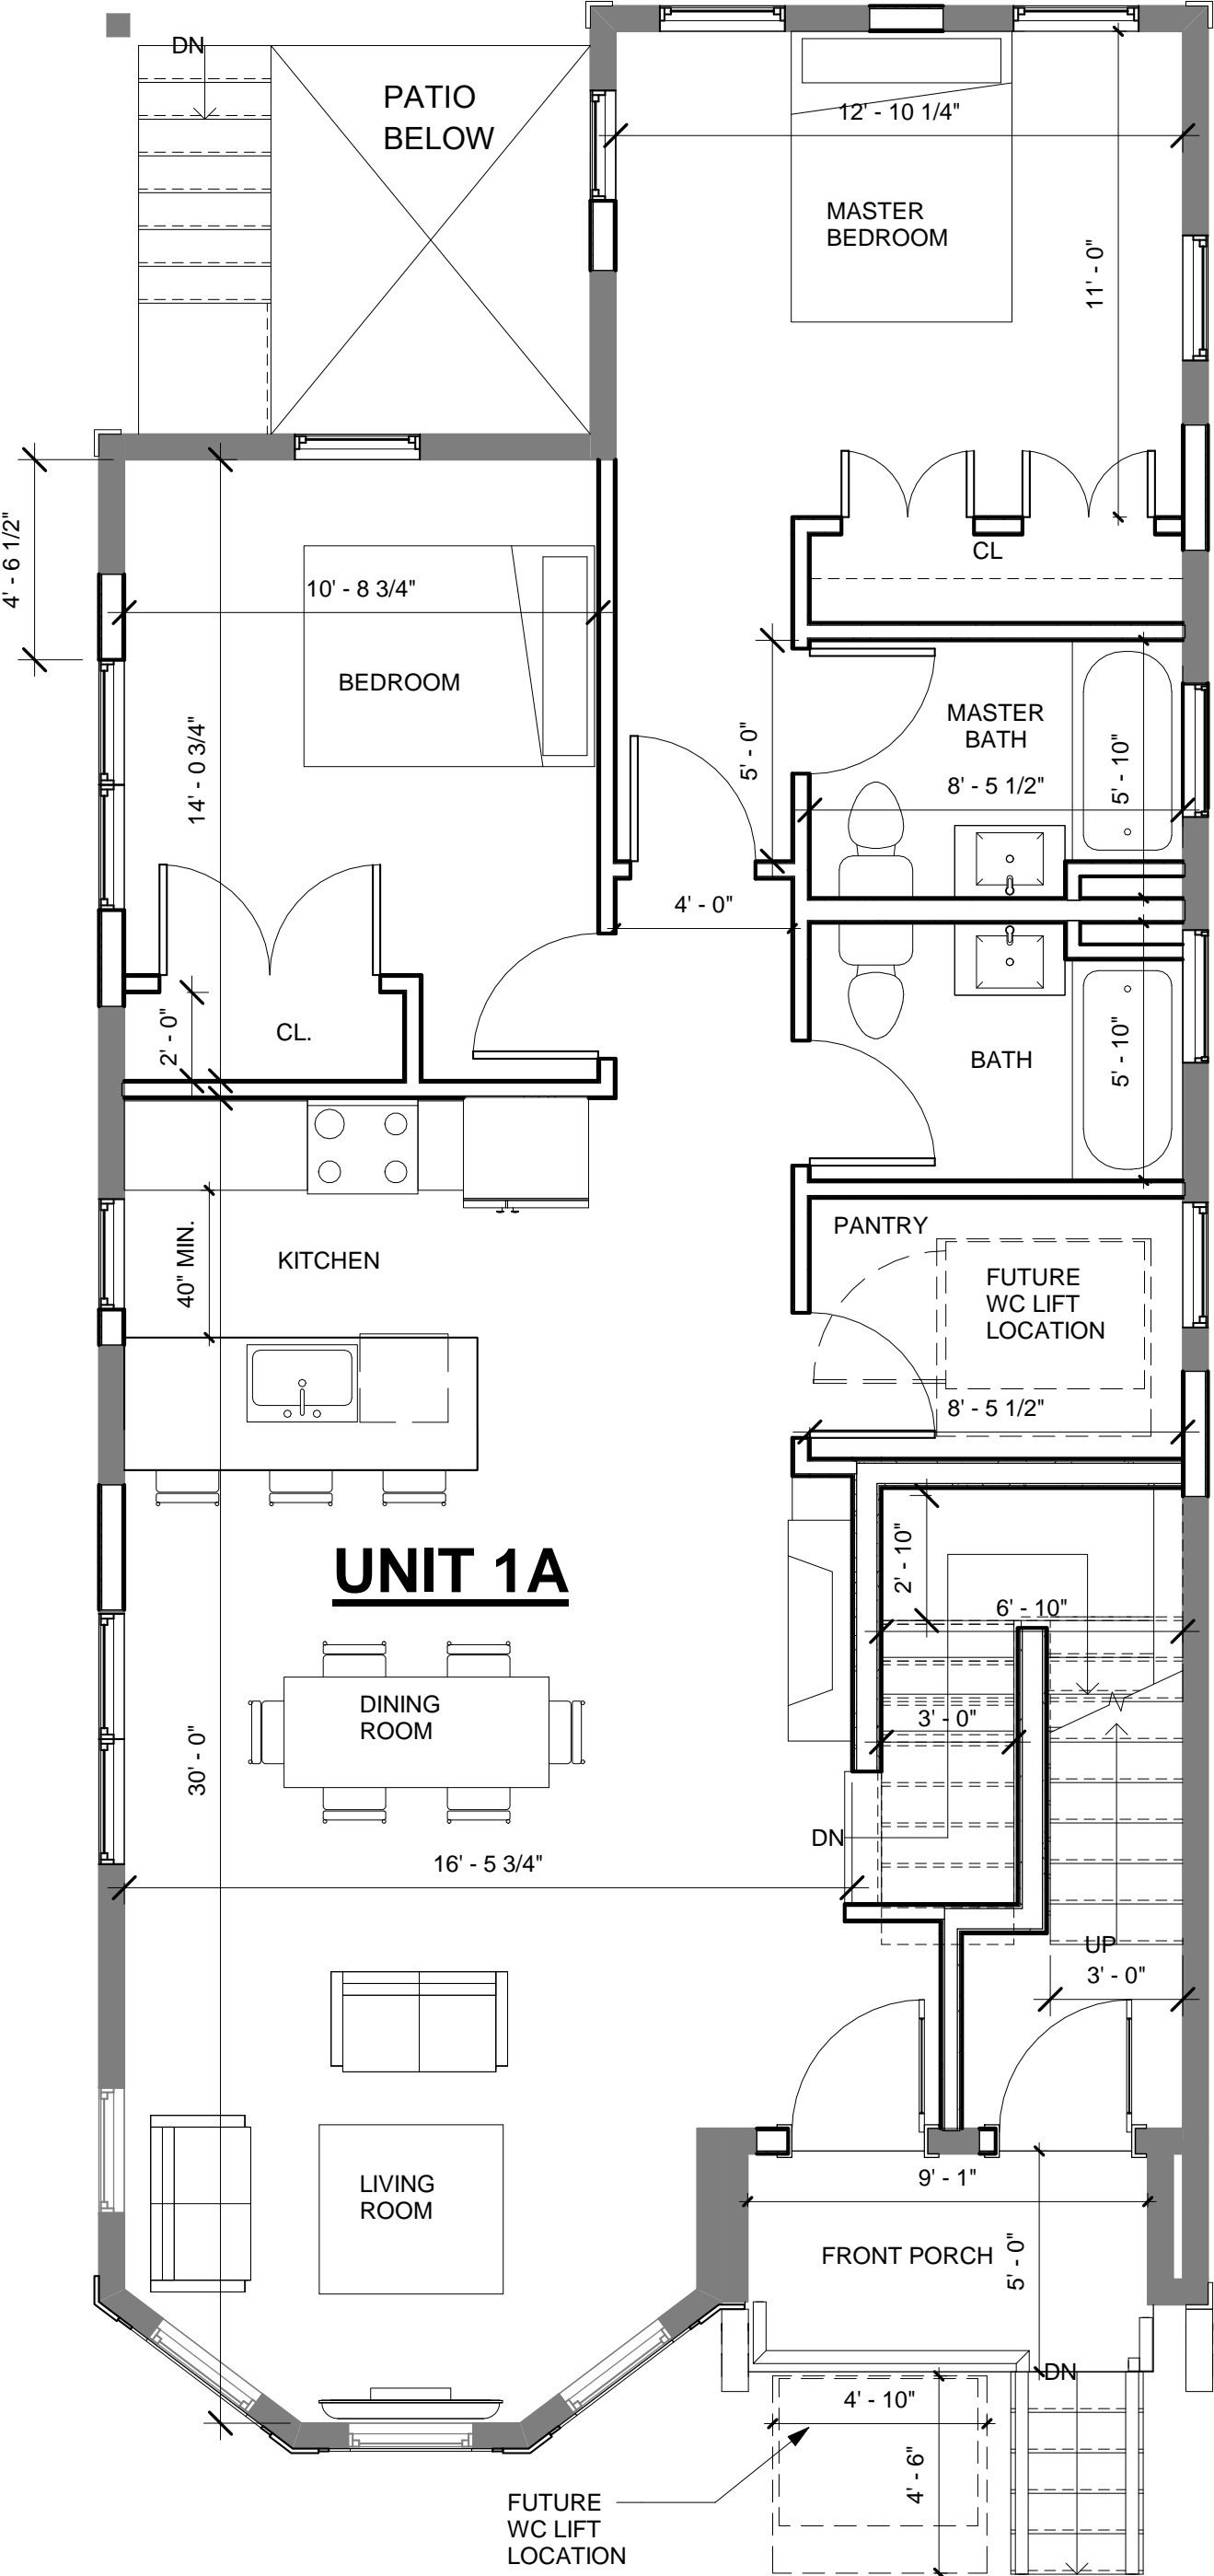 DN
PATIO
BELOW
12' - 10 1/4"
MASTER
BEDROOM
11' - 0"
4' - 6 1/2"
CL
10' - 8 3/4"
BEDROOM
14' - 0 3/4"
5' - 0"
MASTER
BATH
8' - 5 1/2"
5' - 10"
4' - 0"
2' - 0"
CL.
BATH
5' - 10"
PANTRY
KITCHEN
40" MIN.
FUTURE
WC LIFT
LOCATION
8' - 5 1/2"
UNIT 1A
2' - 10"
6' - 10"
DINING
ROOM
3' - 0"
30' - 0"
DN
16' - 5 3/4"
UP
3' - 0"
LIVING
ROOM
9' - 1"
FRONT PORCH
5' - 0"
DN
4' - 10"
4' - 6"
FUTURE
WC LIFT
LOCATION